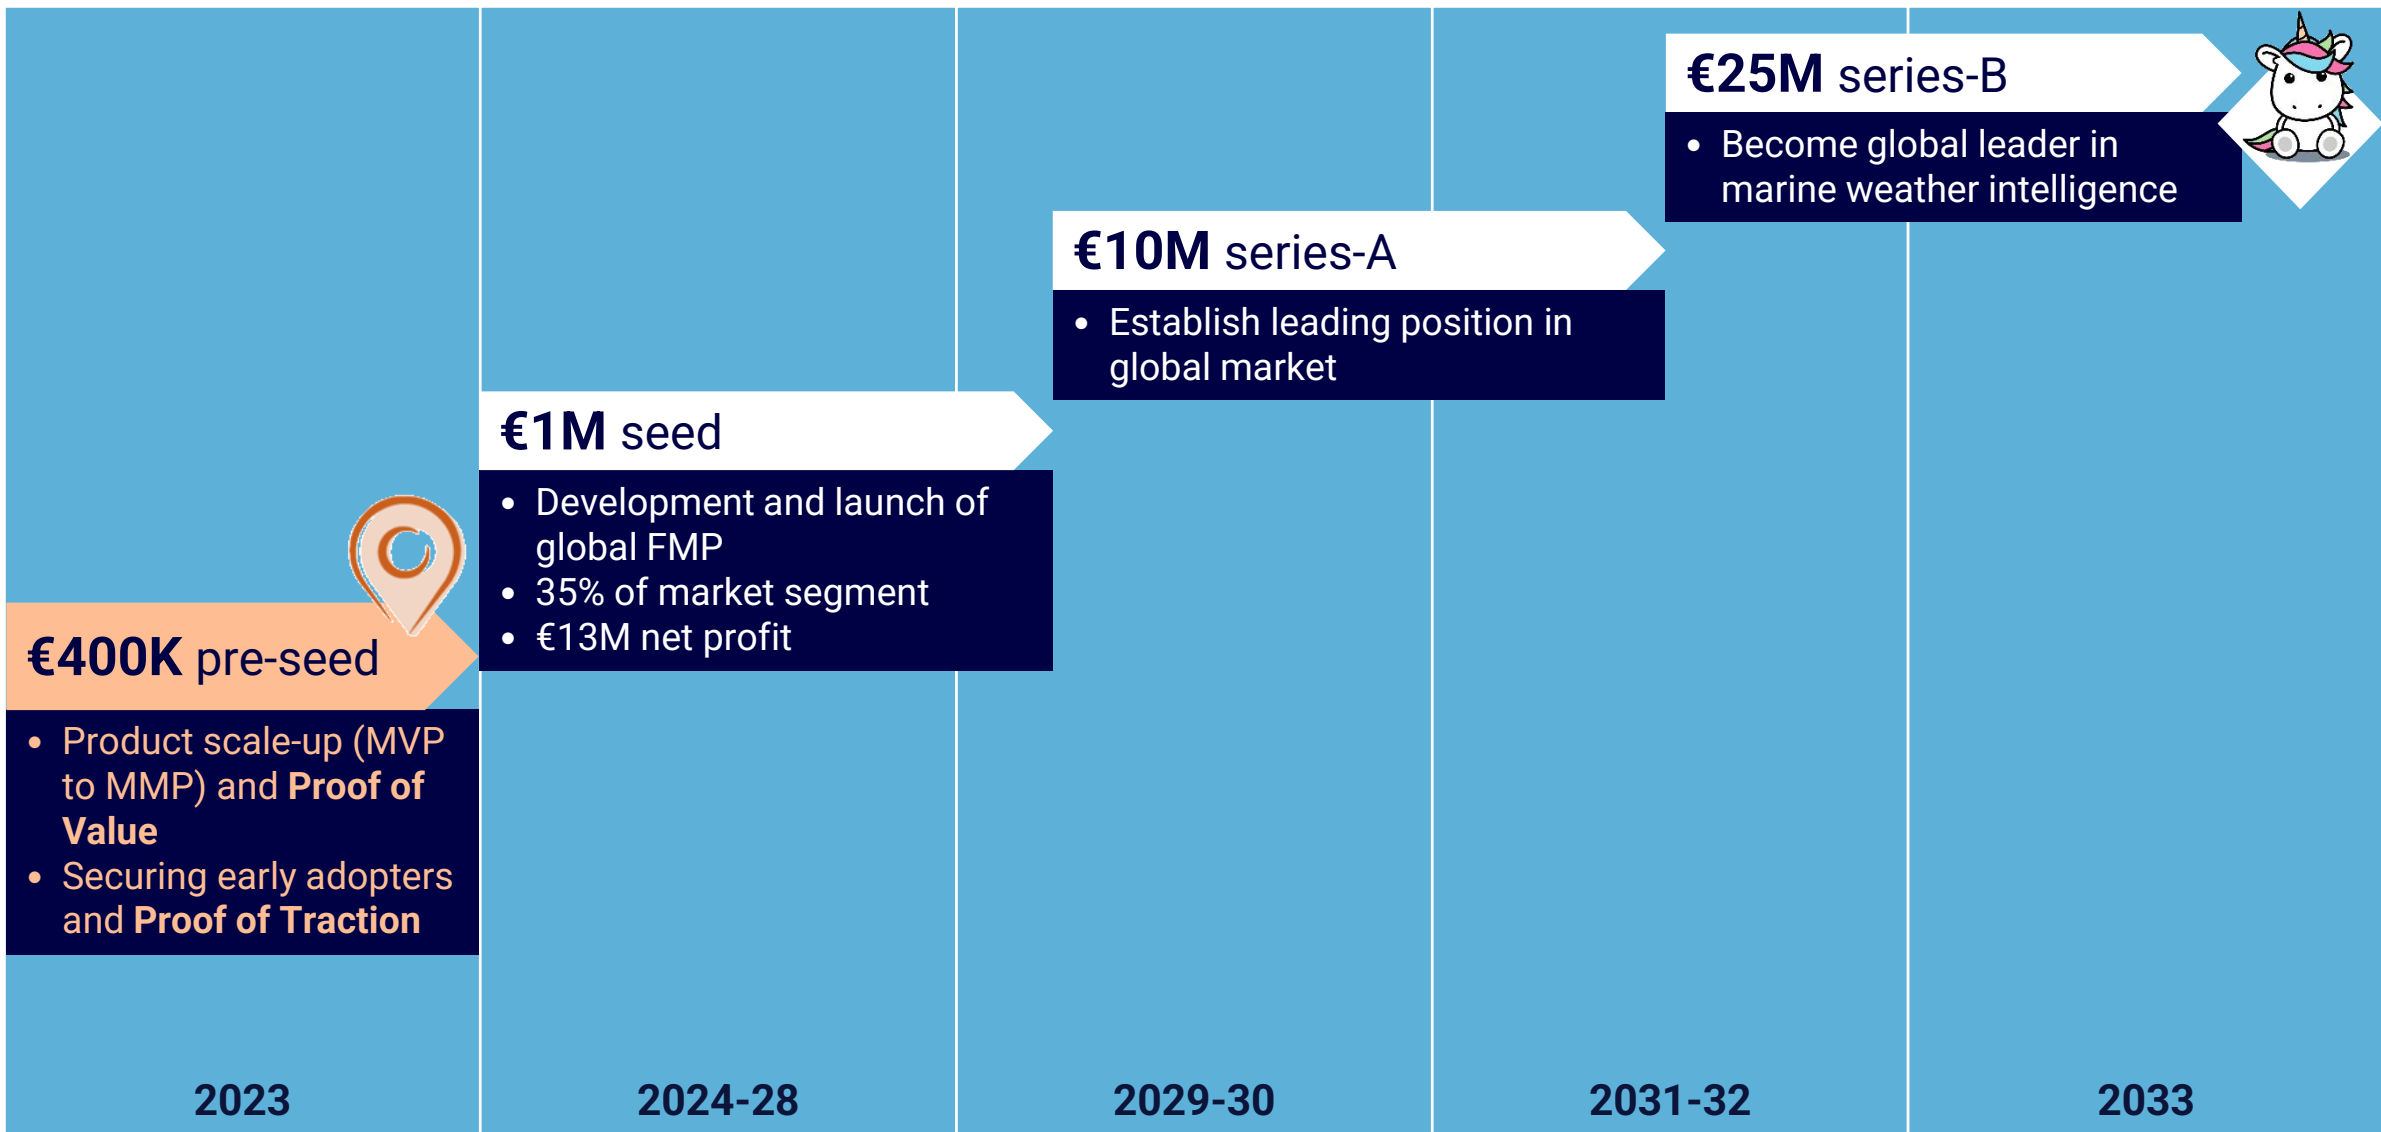 €25M series-B
• Become global leader in
marine weather intelligence
€10M series-A
• Establish leading position in
global market
€1M seed
• Development and launch of
global FMP
• 35% of market segment
• €13M net profit
€400K pre-seed
• Product scale-up (MVP
to MMP) and Proof of
Value
• Securing early adopters
and Proof of Traction
2023
2024-28
2029-30
2031-32
2033